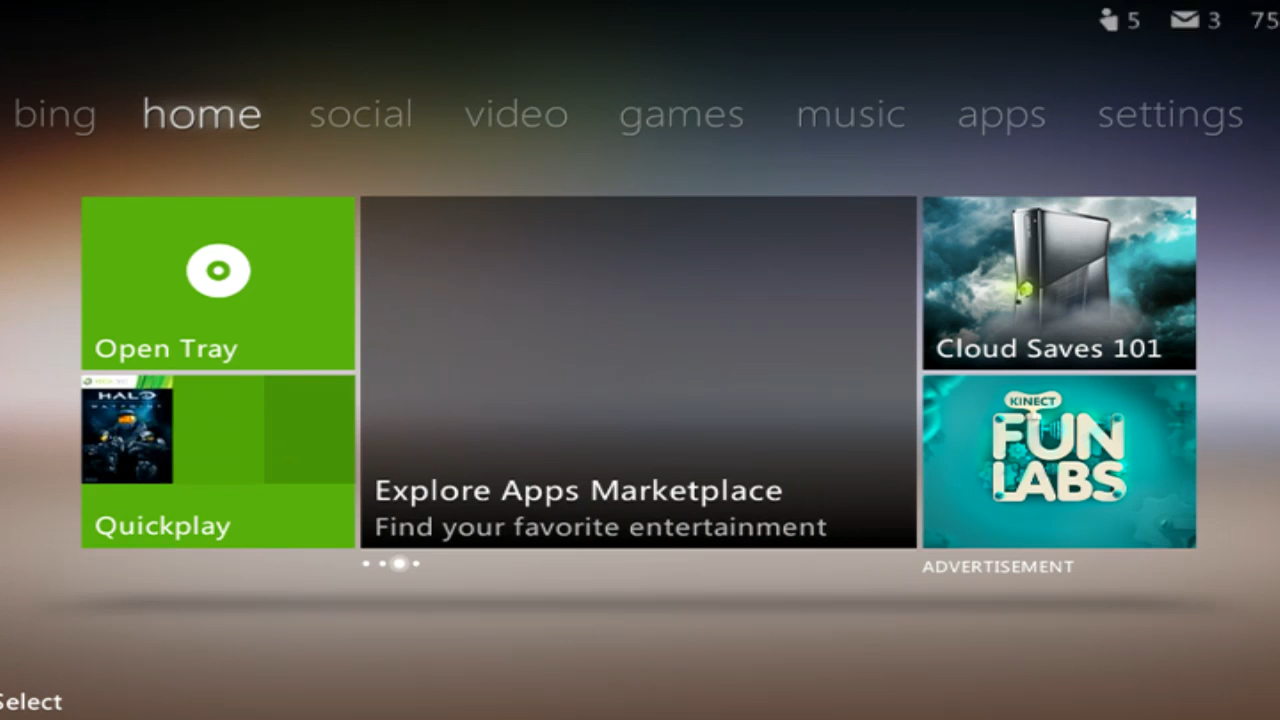 5 3 75
bing home social video games music apps settings
Open Tray
HALO
WAYPOINT
Quickplay
Explore Apps Marketplace
Find your favorite entertainment
Cloud Saves 101
KINECT
FUN
LABS
ADVERTISEMENT
Select